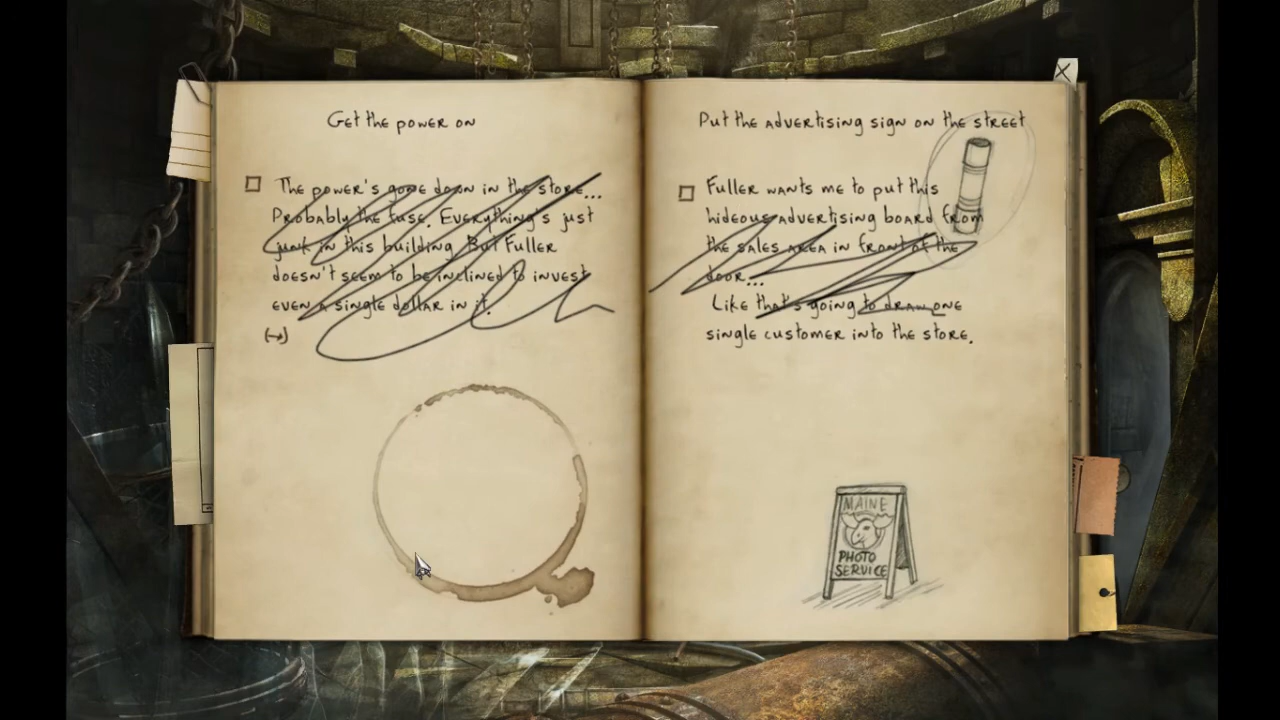 Get the power on
The power's gone down in the store...
Probably the fuse. Everything's just
junk in this building. But Fuller
doesn't seem to be inclined to invest
even a single dollar in it.
(→)
Put the advertising sign on the street
Fuller wants me to put this
hideous advertising board from
the sales area in front of the
door...
Like that's going to draw one
single customer into the store.
MAINE
PHOTO
SERVICE
X